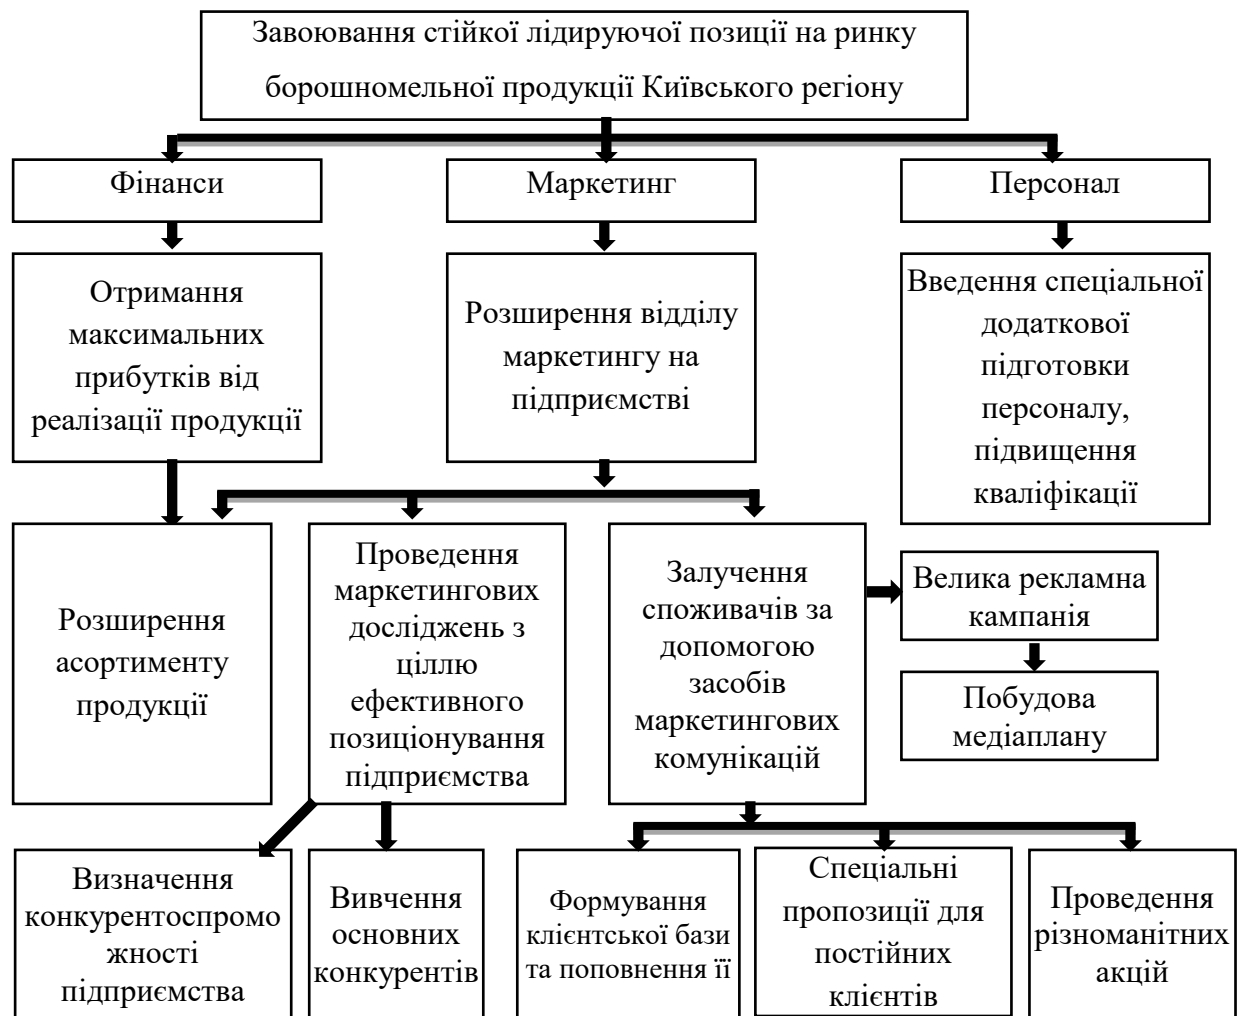 Завоювання стійкої лідируючої позиції на ринку
борошномельної продукції Київського регіону
Фінанси
Маркетинг
Персонал
Отримання
максимальних
прибутків від
реалізації продукції
Розширення відділу
маркетингу на
підприємстві
Введення спеціальної
додаткової
підготовки
персоналу,
підвищення
кваліфікації
Розширення
асортименту
продукції
Проведення
маркетингових
досліджень з
ціллю
ефективного
позиціонування
підприємства
Залучення
споживачів за
допомогою
засобів
маркетингових
комунікацій
Велика рекламна
кампанія
Побудова
медіаплану
Визначення
конкурентоспромо
жності
підприємства
Вивчення
основних
конкурентів
Формування
клієнтської бази
та поповнення її
Спеціальні
пропозиції для
постійних
клієнтів
Проведення
різноманітних
акцій